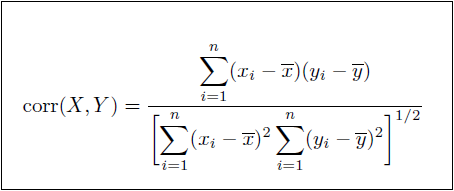 corr(X, Y) = \frac{\sum_{i=1}^{n}(x_i - \overline{x})(y_i - \overline{y})}{\left[\sum_{i=1}^{n}(x_i - \overline{x})^2 \sum_{i=1}^{n}(y_i - \overline{y})^2\right]^{1/2}}